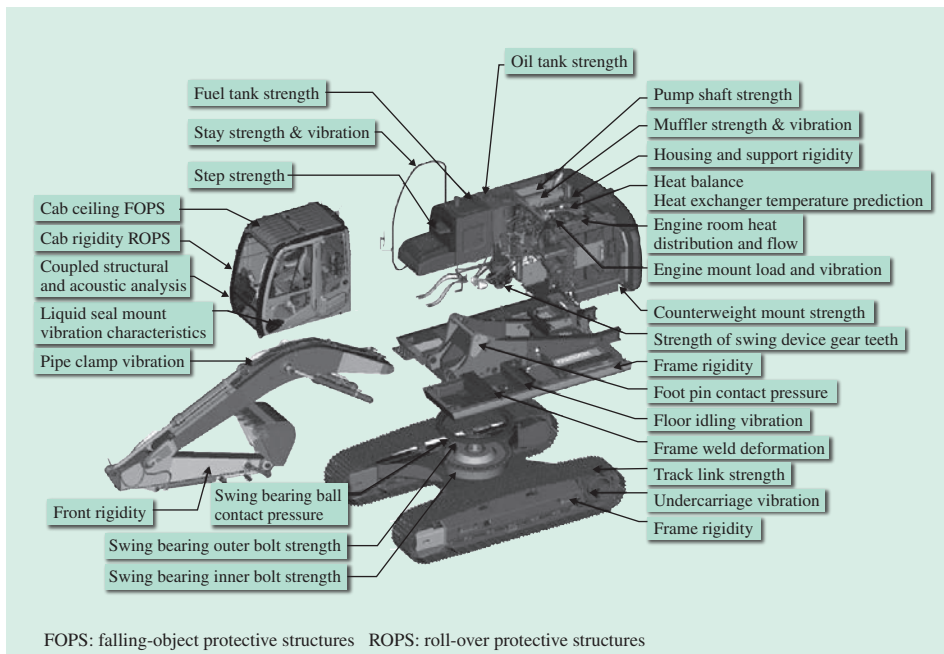 Oil tank strength
Fuel tank strength
Stay strength & vibration
Step strength
Cab ceiling FOPS
Cab rigidity ROPS
Coupled structural
and acoustic analysis
Liquid seal mount
vibration characteristics
Pipe clamp vibration
Pump shaft strength
Muffler strength & vibration
Housing and support rigidity
Heat balance
Heat exchanger temperature prediction
Engine room heat
distribution and flow
Engine mount load and vibration
Counterweight mount strength
Strength of swing device gear teeth
Frame rigidity
Foot pin contact pressure
Floor idling vibration
Frame weld deformation
Track link strength
Undercarriage vibration
Frame rigidity
Front rigidity
Swing bearing ball
contact pressure
Swing bearing outer bolt strength
Swing bearing inner bolt strength
FOPS: falling-object protective structures ROPS: roll-over protective structures